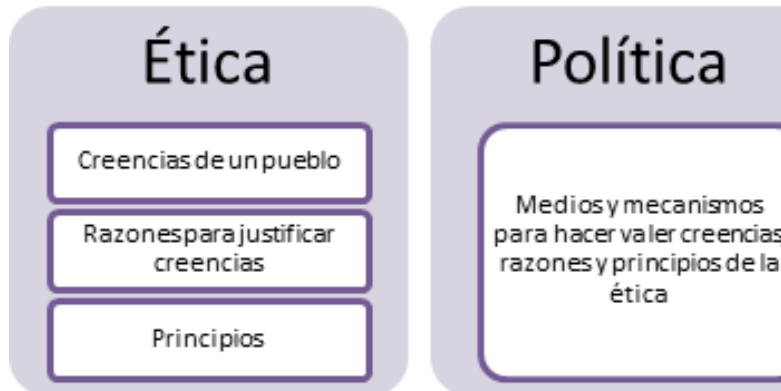 Ética
Creencias de un pueblo
Razones para justificar
creencias
Principios
Política
Medios y mecanismos
para hacer valer creencias
razones y principios de la
ética